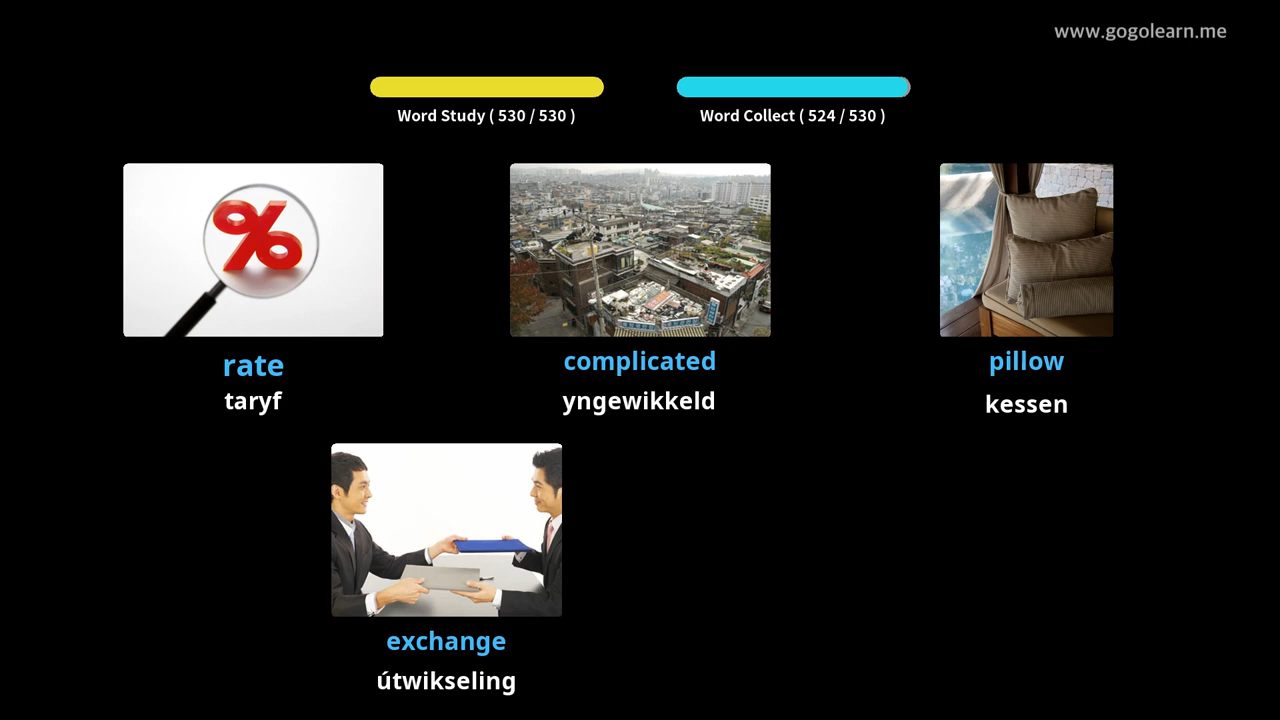 www.gogolearn.me
Word Study ( 530 / 530 )
Word Collect ( 524 / 530 )
rate
taryf
complicated
yngewikkeld
pillow
kessen
exchange
útwikseling